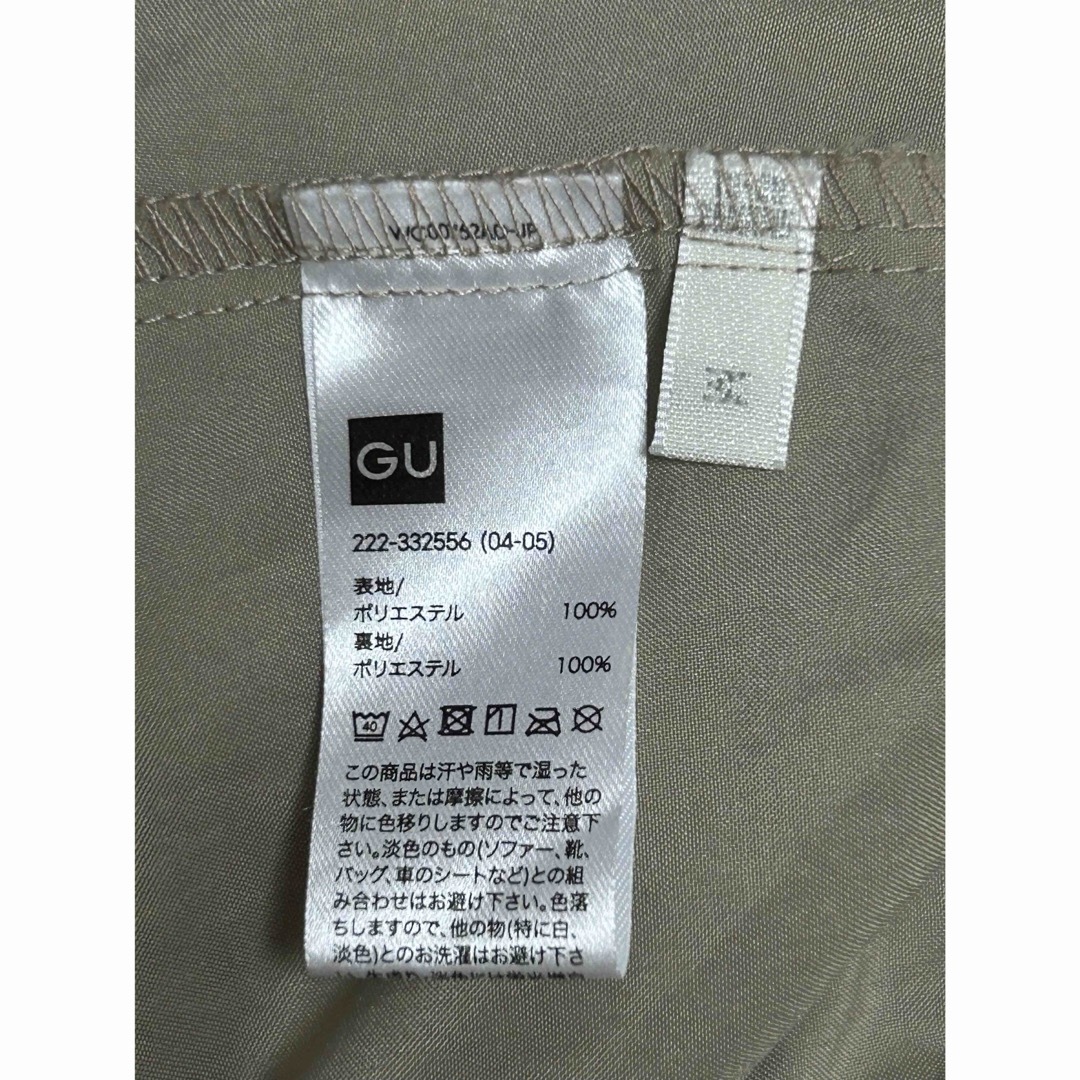 GU
222-332556 (04-05)
表地/
ポリエステル 100%
裏地/
ポリエステル 100%
40
この商品は汗や雨等で湿った
状態、または摩擦によって、他の
物に色移りしますのでご注意下
さい。淡色のもの(ソファー、靴、
バッグ、車のシートなど)との組
み合わせはお避け下さい。色落
ちしますので、他の物(特に白、
淡色)とのお洗濯はお避け下さ